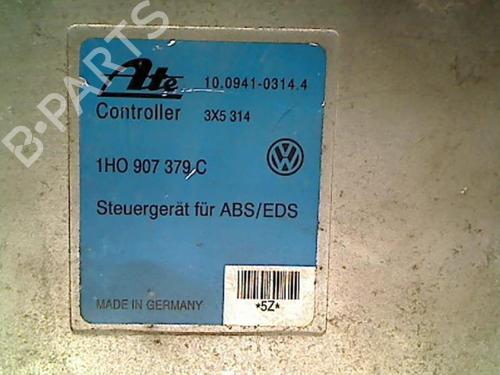 Ate 10.0941-0314.4
Controller 3X5 314
1HO 907 379 C
Steuergerät für ABS/EDS
MADE IN GERMANY
*5Z*
B-PARTS